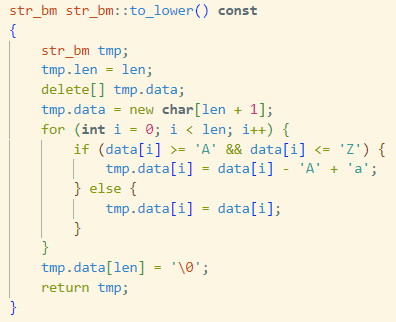 str_bm str_bm::to_lower() const
{
    str_bm tmp;
    tmp.len = len;
    delete[] tmp.data;
    tmp.data = new char[len + 1];
    for (int i = 0; i < len; i++) {
        if (data[i] >= 'A' && data[i] <= 'Z') {
            tmp.data[i] = data[i] - 'A' + 'a';
        } else {
            tmp.data[i] = data[i];
        }
    }
    tmp.data[len] = '\0';
    return tmp;
}